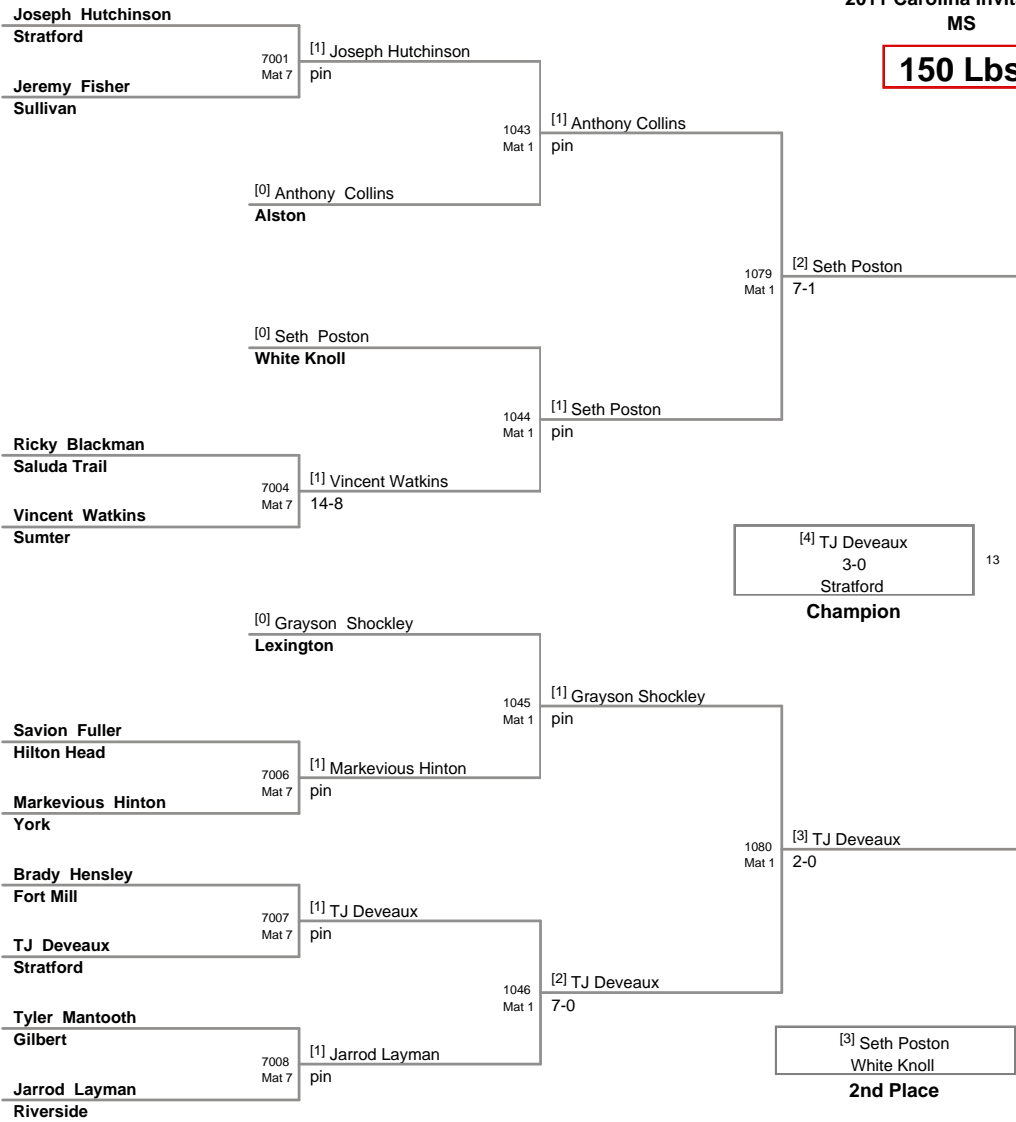 2011 Carolina Invita
MS
150 Lbs
Joseph Hutchinson
Stratford
7001
Mat 7
[1] Joseph Hutchinson
pin
Jeremy Fisher
Sullivan
1043
Mat 1
[1] Anthony Collins
pin
[0] Anthony Collins
Alston
1079
Mat 1
[2] Seth Poston
7-1
[0] Seth Poston
White Knoll
1044
Mat 1
[1] Seth Poston
pin
Ricky Blackman
Saluda Trail
7004
Mat 7
[1] Vincent Watkins
14-8
Vincent Watkins
Sumter
[4] TJ Deveaux
3-0
Stratford
13
Champion
[0] Grayson Shockley
Lexington
1045
Mat 1
[1] Grayson Shockley
pin
Savion Fuller
Hilton Head
7006
Mat 7
[1] Markevious Hinton
pin
Markevious Hinton
York
1080
Mat 1
[3] TJ Deveaux
2-0
Brady Hensley
Fort Mill
7007
Mat 7
[1] TJ Deveaux
pin
TJ Deveaux
Stratford
1046
Mat 1
[2] TJ Deveaux
7-0
Tyler Mantooth
Gilbert
7008
Mat 7
[1] Jarrod Layman
pin
Jarrod Layman
Riverside
[3] Seth Poston
White Knoll
2nd Place